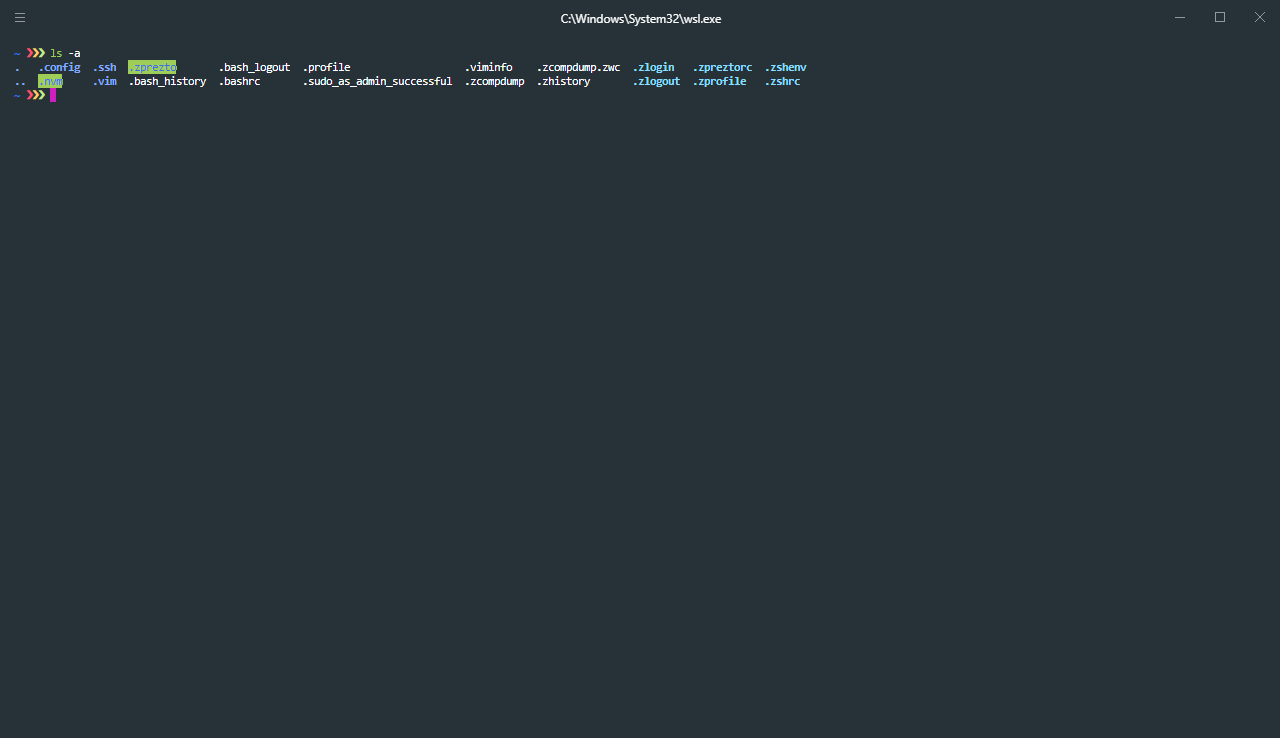 C:\Windows\System32\wsl.exe
~ ❯❯❯ ls -a
. .config .ssh .zprezto .bash_logout .profile .viminfo .zcompdump.zwc .zlogin .zpreztorc .zshenv
.. .nvm .vim .bash_history .bashrc .sudo_as_admin_successful .zcompdump .zhistory .zlogout .zprofile .zshrc
~ ❯❯❯